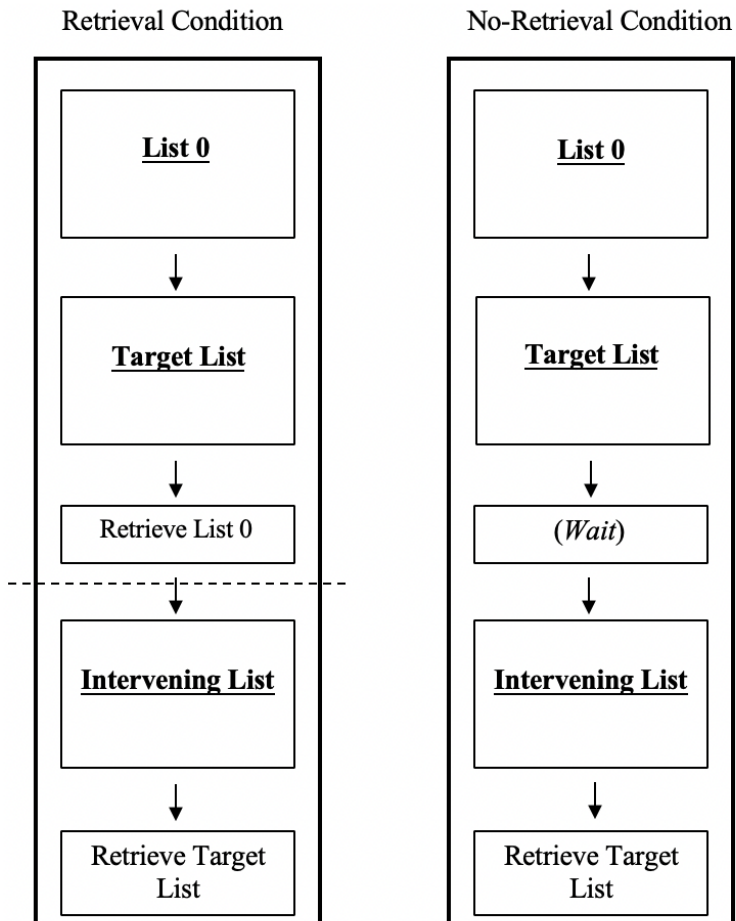 Retrieval Condition
List 0
Target List
Retrieve List 0
Intervening List
Retrieve Target
List
No-Retrieval Condition
List 0
Target List
(Wait)
Intervening List
Retrieve Target
List